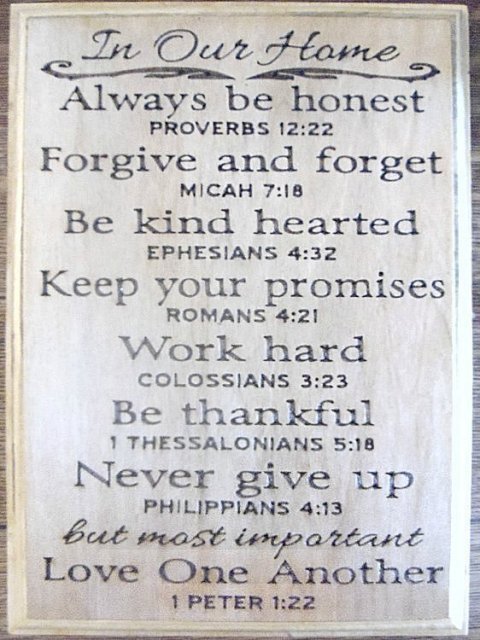 In Our Home
Always be honest
PROVERBS 12:22
Forgive and forget
MICAH 7:18
Be kind hearted
EPHESIANS 4:32
Keep your promises
ROMANS 4:21
Work hard
COLOSSIANS 3:23
Be thankful
1 THESSALONIANS 5:18
Never give up
PHILIPPIANS 4:13
but most important
Love One Another
1 PETER 1:22